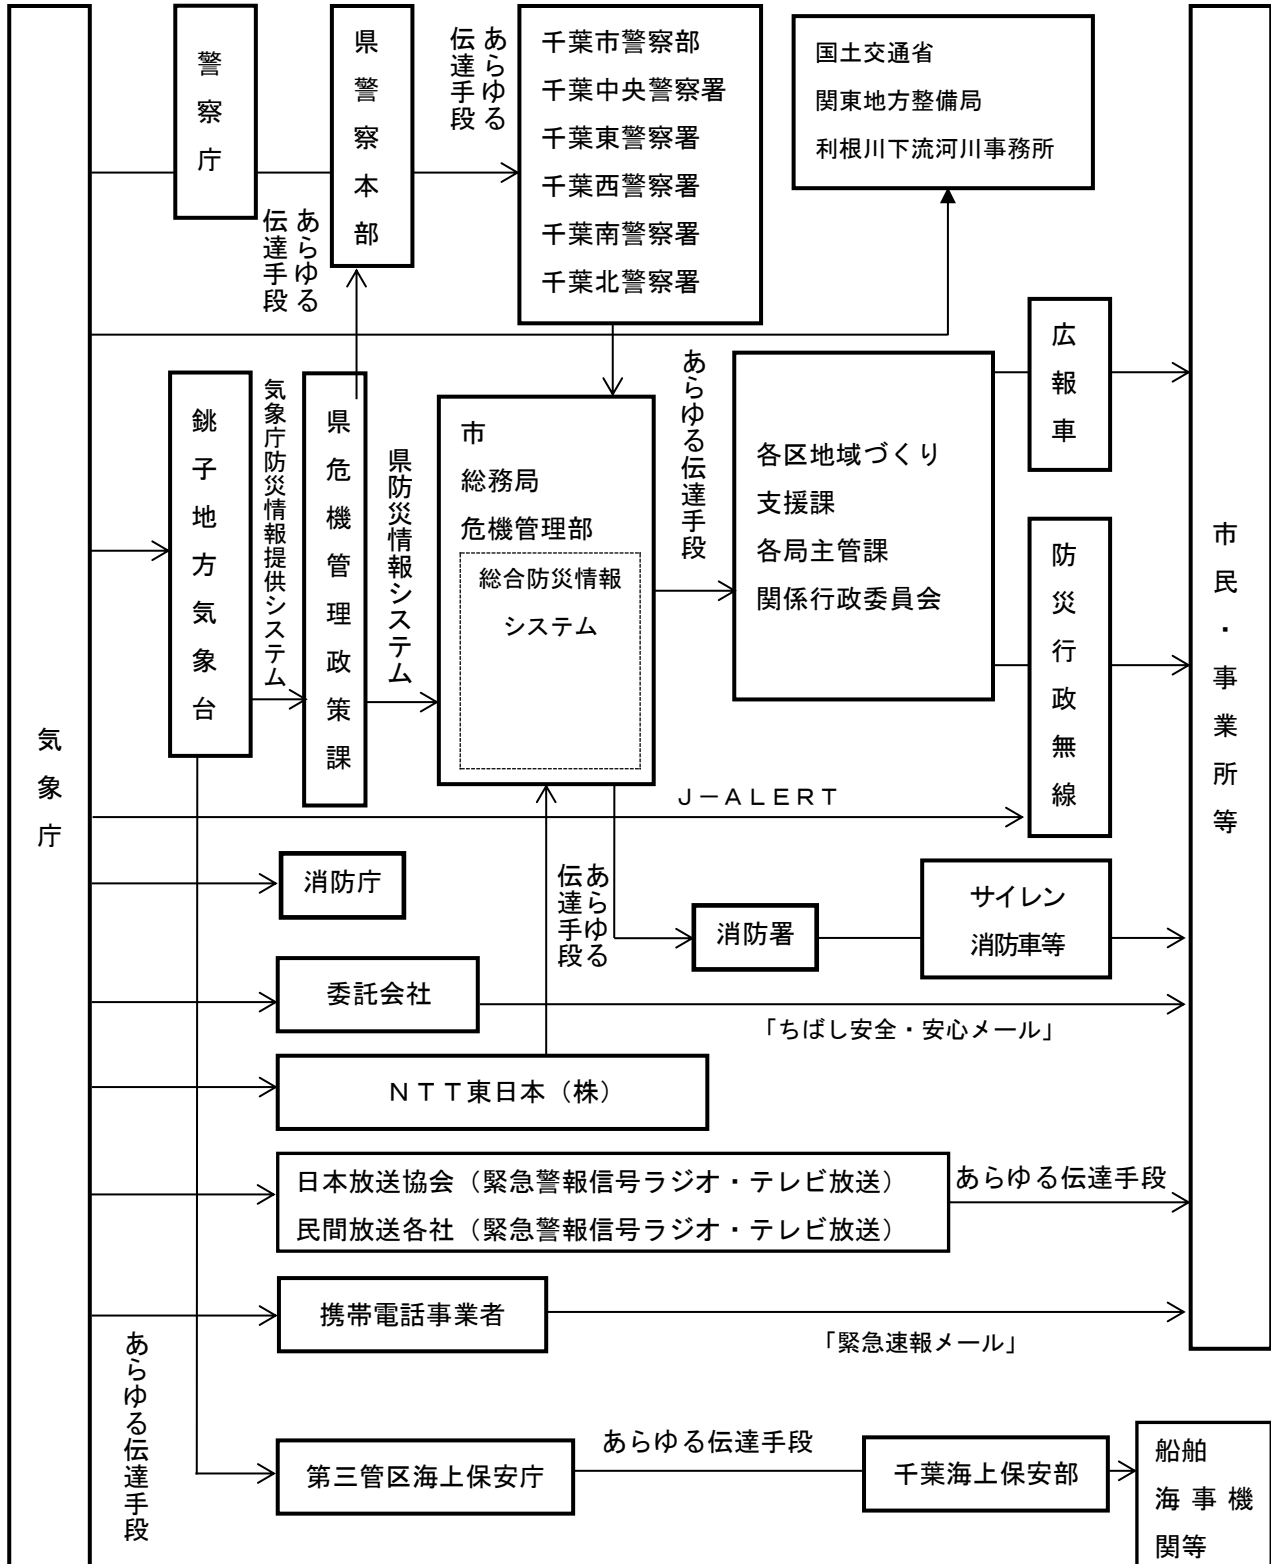 気象庁
警察庁
県警察本部
あらゆる
伝達手段
あらゆる
伝達手段
千葉市警察部
千葉中央警察署
千葉東警察署
千葉西警察署
千葉南警察署
千葉北警察署
国土交通省
関東地方整備局
利根川下流河川事務所
銚子地方気象台
気象庁防災情報提供システム
県危機管理政策課
県防災情報システム
市
総務局
危機管理部
総合防災情報
システム
あらゆる伝達手段
各区地域づくり
支援課
各局主管課
関係行政委員会
広報車
防災行政無線
市民・事業所等
J-ALERT
消防庁
あらゆる
伝達手段
消防署
サイレン
消防車等
委託会社
「ちばし安全・安心メール」
NTT東日本(株)
日本放送協会(緊急警報信号ラジオ・テレビ放送)
民間放送各社(緊急警報信号ラジオ・テレビ放送)
あらゆる伝達手段
携帯電話事業者
「緊急速報メール」
あらゆる伝達手段
第三管区海上保安庁
あらゆる伝達手段
千葉海上保安部
船舶
海事機
関等